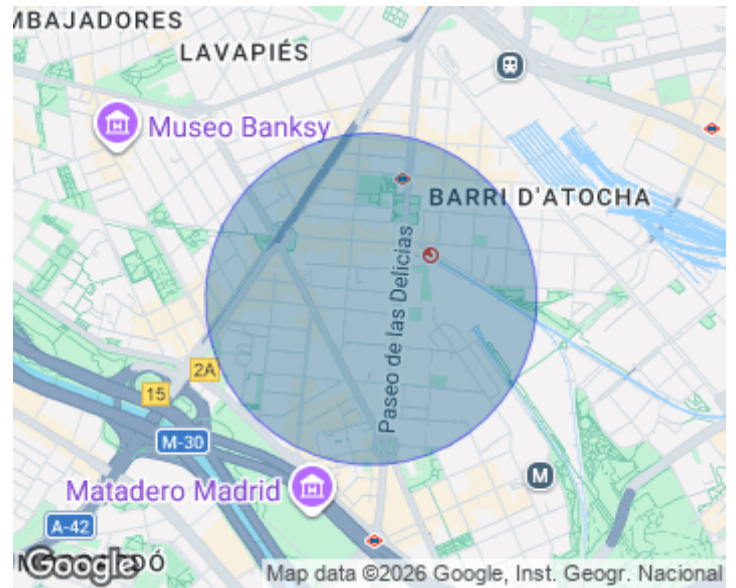 MBAJADORES
LAVAPIÉS
Museo Banksy
BARRI D'ATOCHA
Paseo de las Delicias
2A
15
M-30
M
Matadero Madrid
A-42
Google
Map data ©2026 Google, Inst. Geogr. Nacional